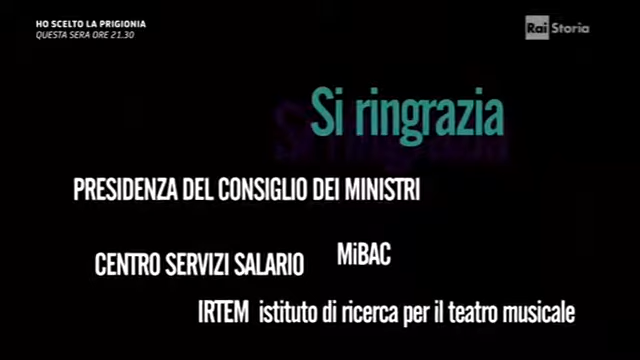 HO SCELTO LA PRIGIONIA
QUESTA SERA ORE 21.30
Rai Storia
Si ringrazia
PRESIDENZA DEL CONSIGLIO DEI MINISTRI
MiBAC
CENTRO SERVIZI SALARIO
IRTEM istituto di ricerca per il teatro musicale